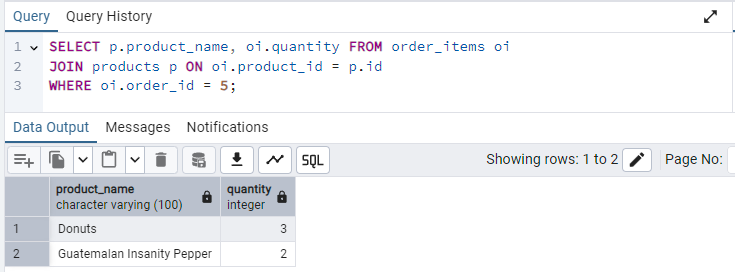 Query Query History
1 SELECT p.product_name, oi.quantity FROM order_items oi
2 JOIN products p ON oi.product_id = p.id
3 WHERE oi.order_id = 5;
Data Output Messages Notifications
SQL Showing rows: 1 to 2 Page No:
product_name quantity
character varying (100) integer
1 Donuts 3
2 Guatemalan Insanity Pepper 2